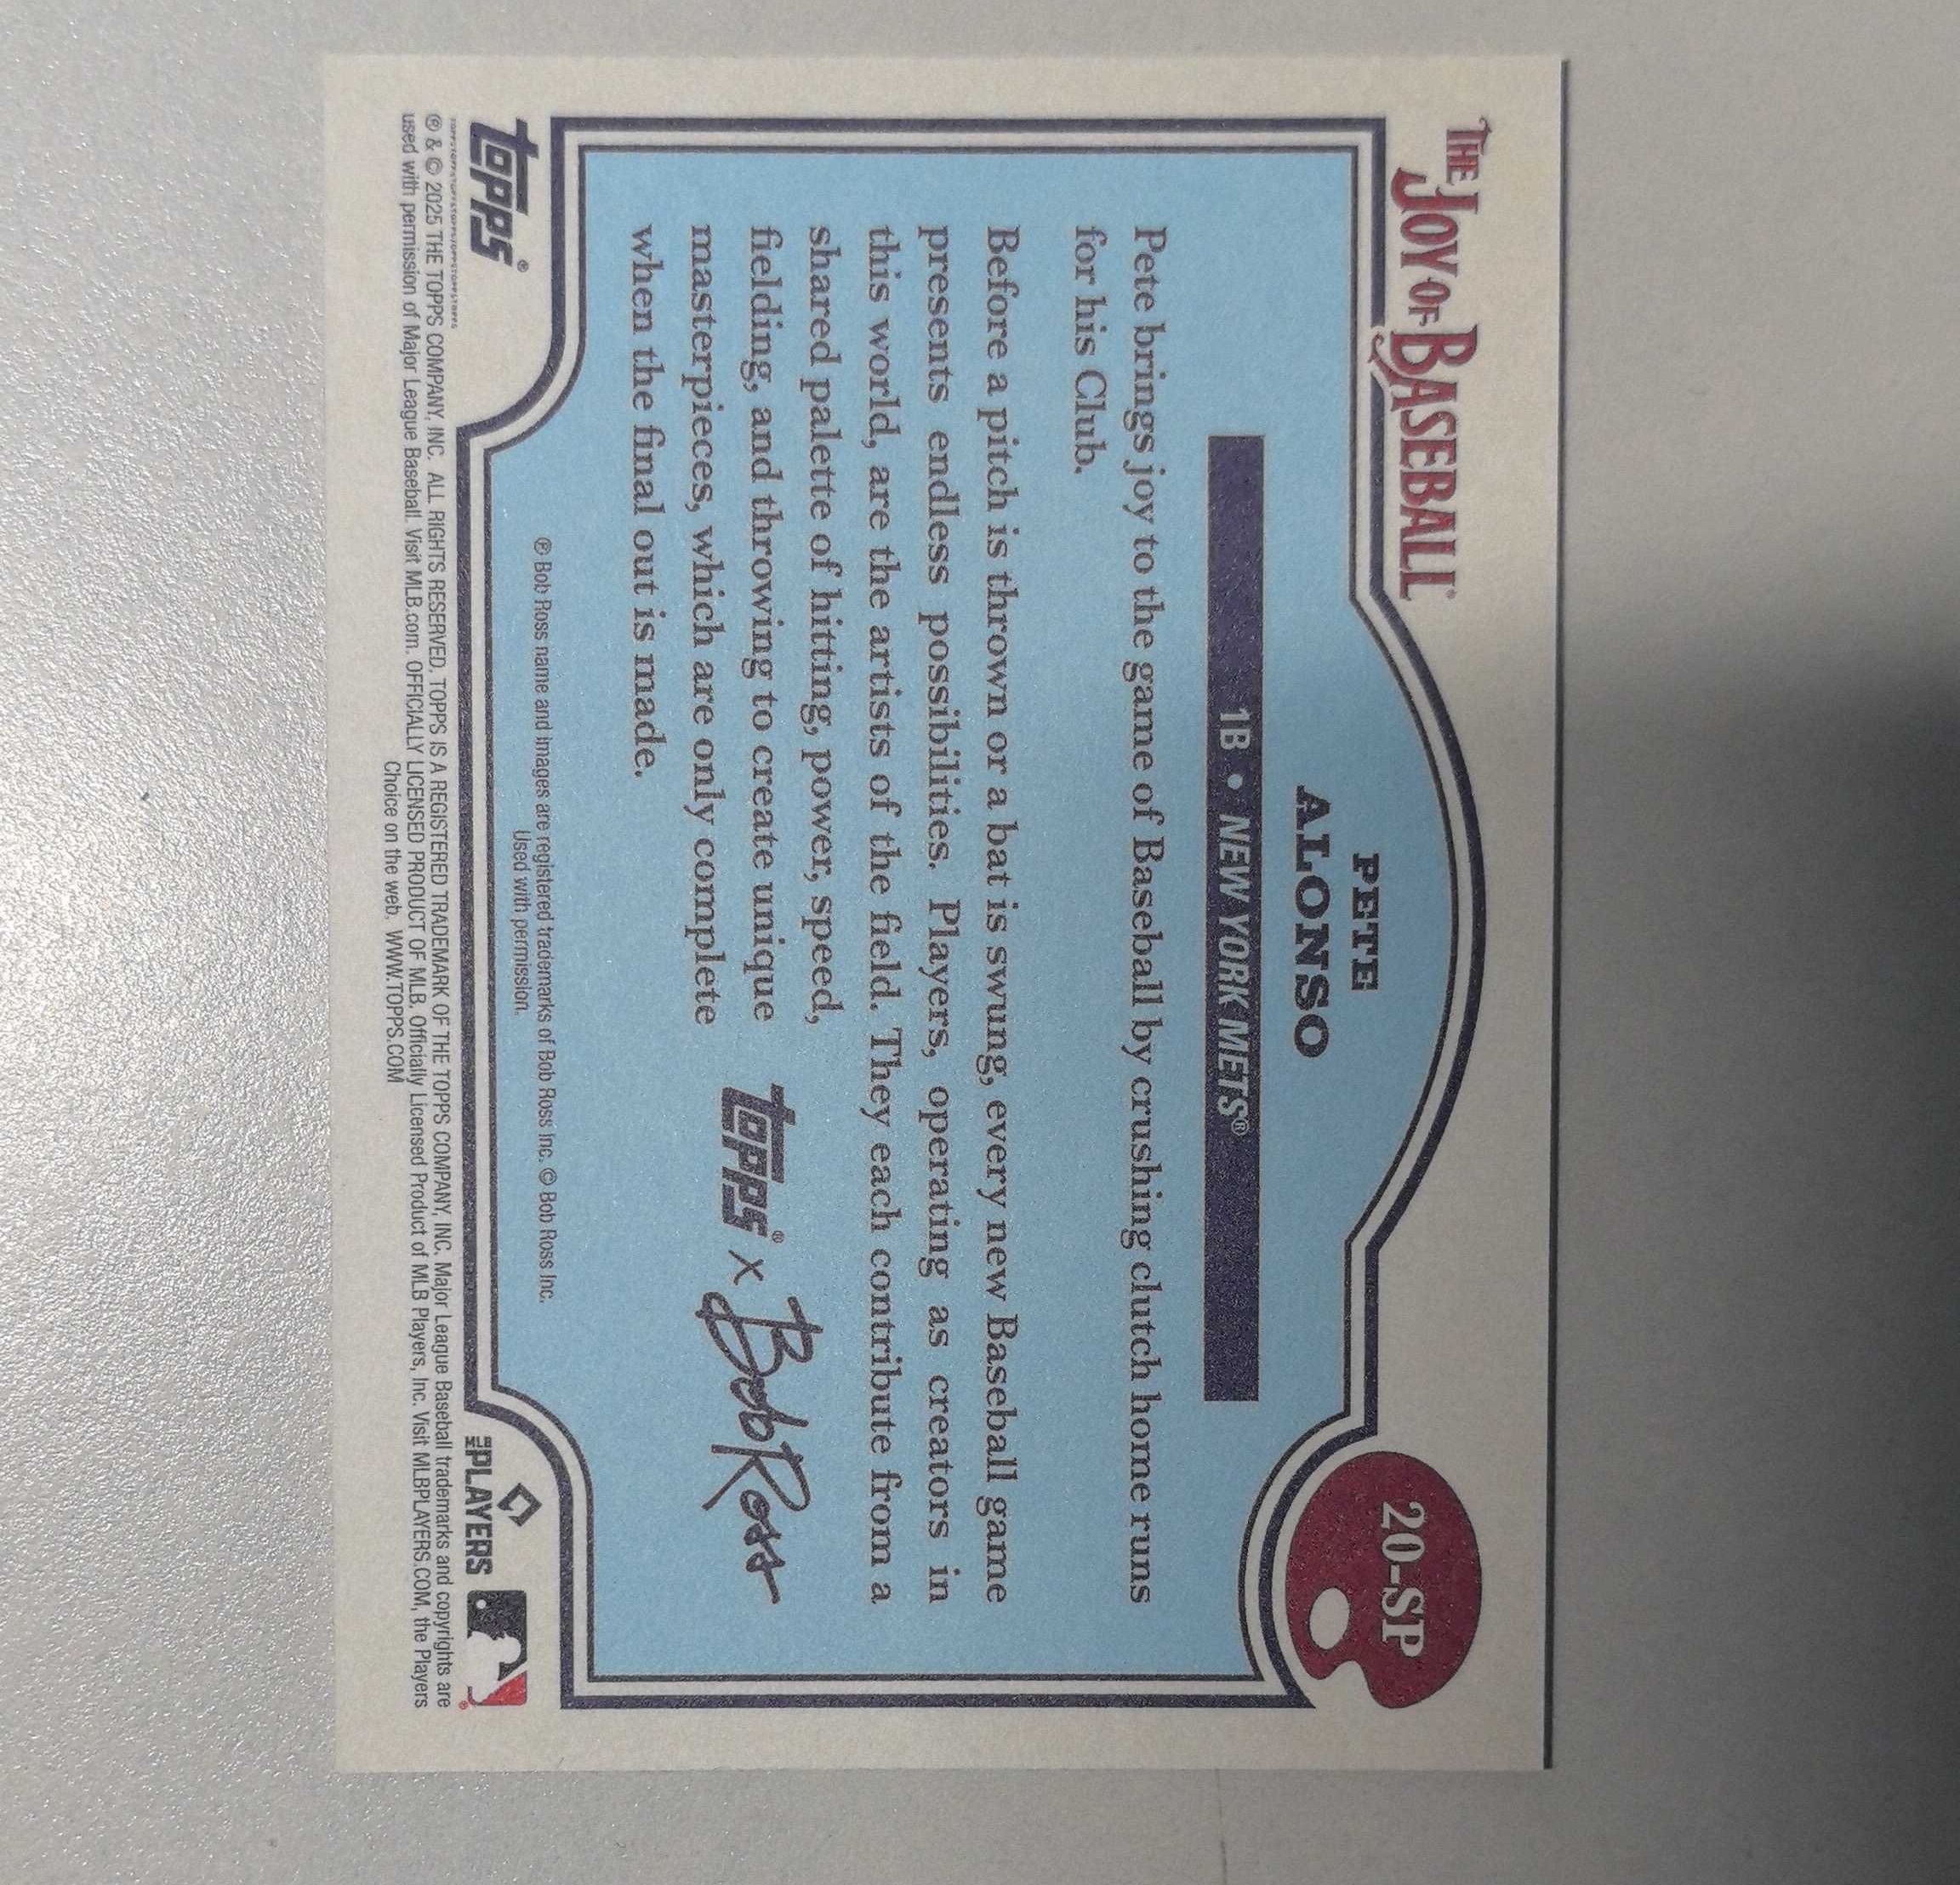 THE JOY OF BASEBALL®
20-SP
PETE
ALONSO
1B • NEW YORK METS®
Pete brings joy to the game of Baseball by crushing clutch home runs
for his Club.
Before a pitch is thrown or a bat is swung, every new Baseball game
presents endless possibilities. Players, operating as creators in
this world, are the artists of the field. They each contribute from a
shared palette of hitting, power, speed,
fielding, and throwing to create unique
masterpieces, which are only complete
when the final out is made.
topps® x Bob Ross
® Bob Ross name and images are registered trademarks of Bob Ross Inc. © Bob Ross Inc.
Used with permission.
topps®
MLB PLAYERS
® & © 2025 THE TOPPS COMPANY, INC. ALL RIGHTS RESERVED. TOPPS IS A REGISTERED TRADEMARK OF THE TOPPS COMPANY, INC. Major League Baseball trademarks and copyrights are
used with permission of Major League Baseball. Visit MLB.com. OFFICIALLY LICENSED PRODUCT OF MLB. Officially Licensed Product of MLB Players, Inc. Visit MLBPLAYERS.COM, the Players
Choice on the web. WWW.TOPPS.COM